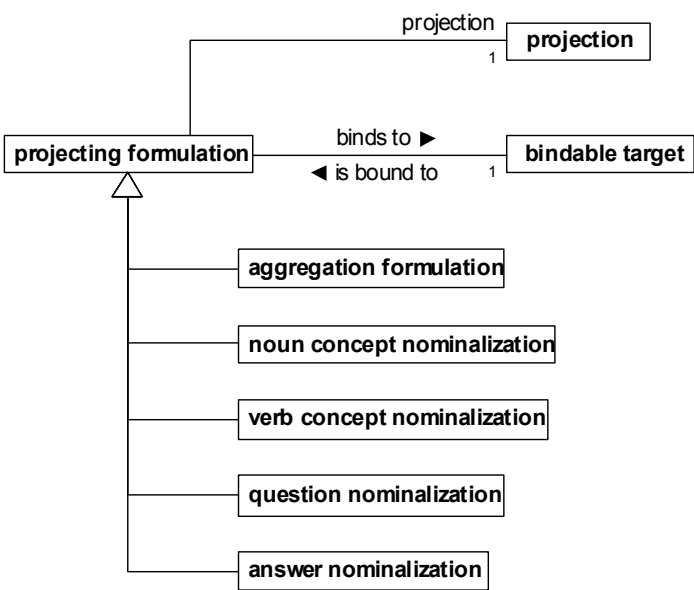 projection
projection
1
projecting formulation
binds to ►
bindable target
◄ is bound to
1
aggregation formulation
noun concept nominalization
verb concept nominalization
question nominalization
answer nominalization